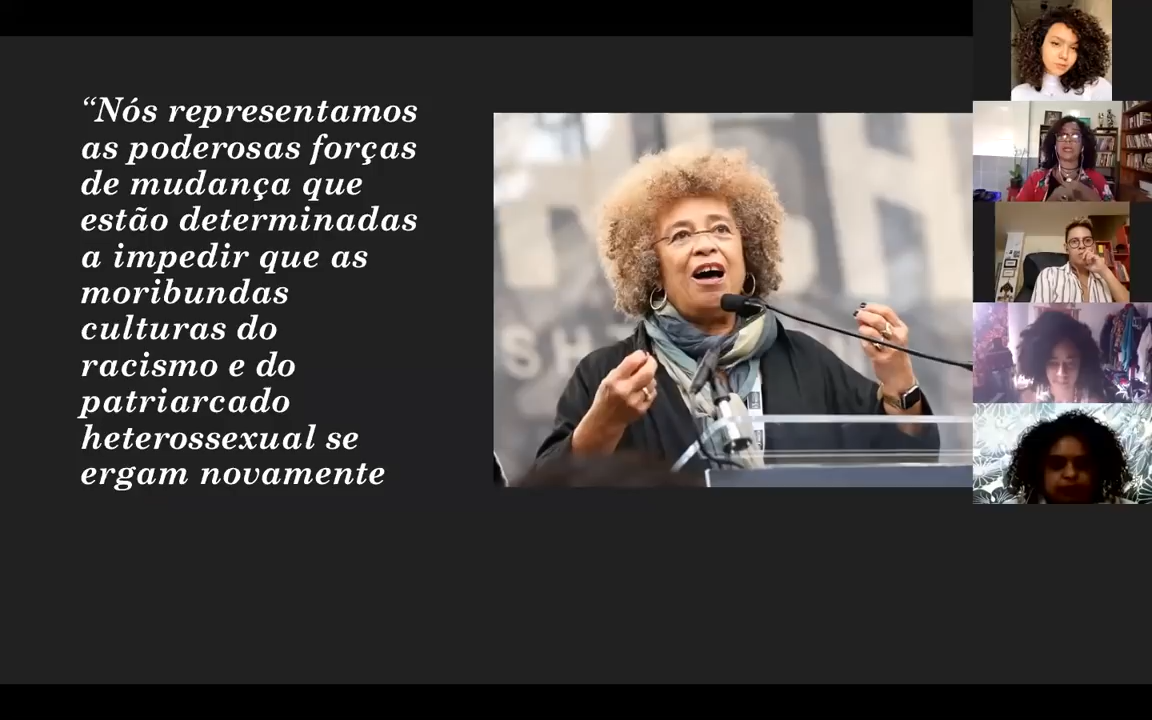 “Nós representamos
as poderosas forças
de mudança que
estão determinadas
a impedir que as
moribundas
culturas do
racismo e do
patriarcado
heterossexual se
ergam novamente
SH